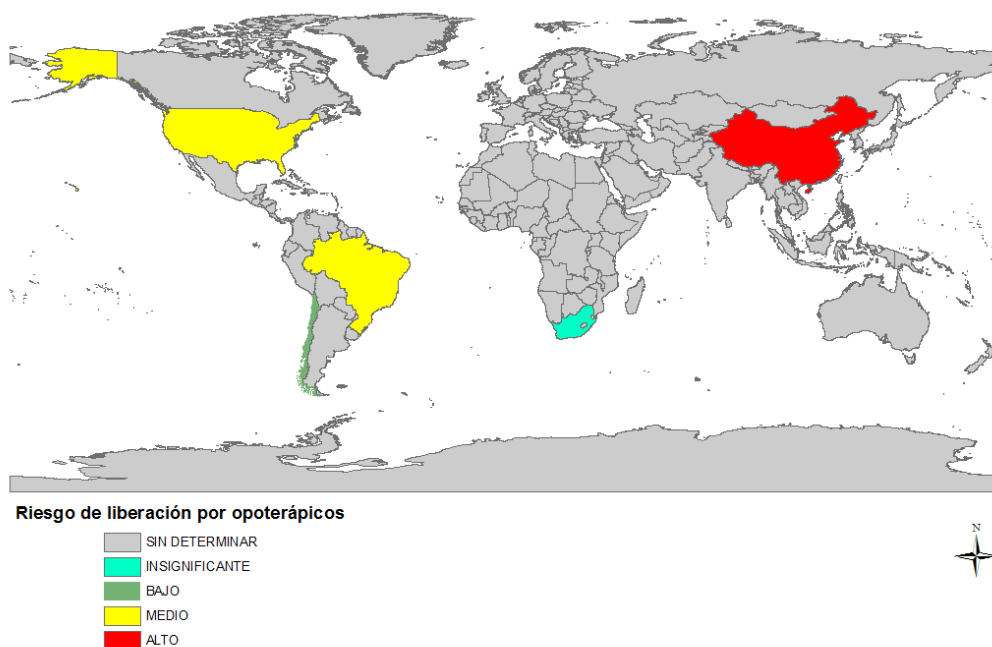 Riesgo de liberación por opoterápicos
N
SIN DETERMINAR
INSIGNIFICANTE
BAJO
MEDIO
ALTO